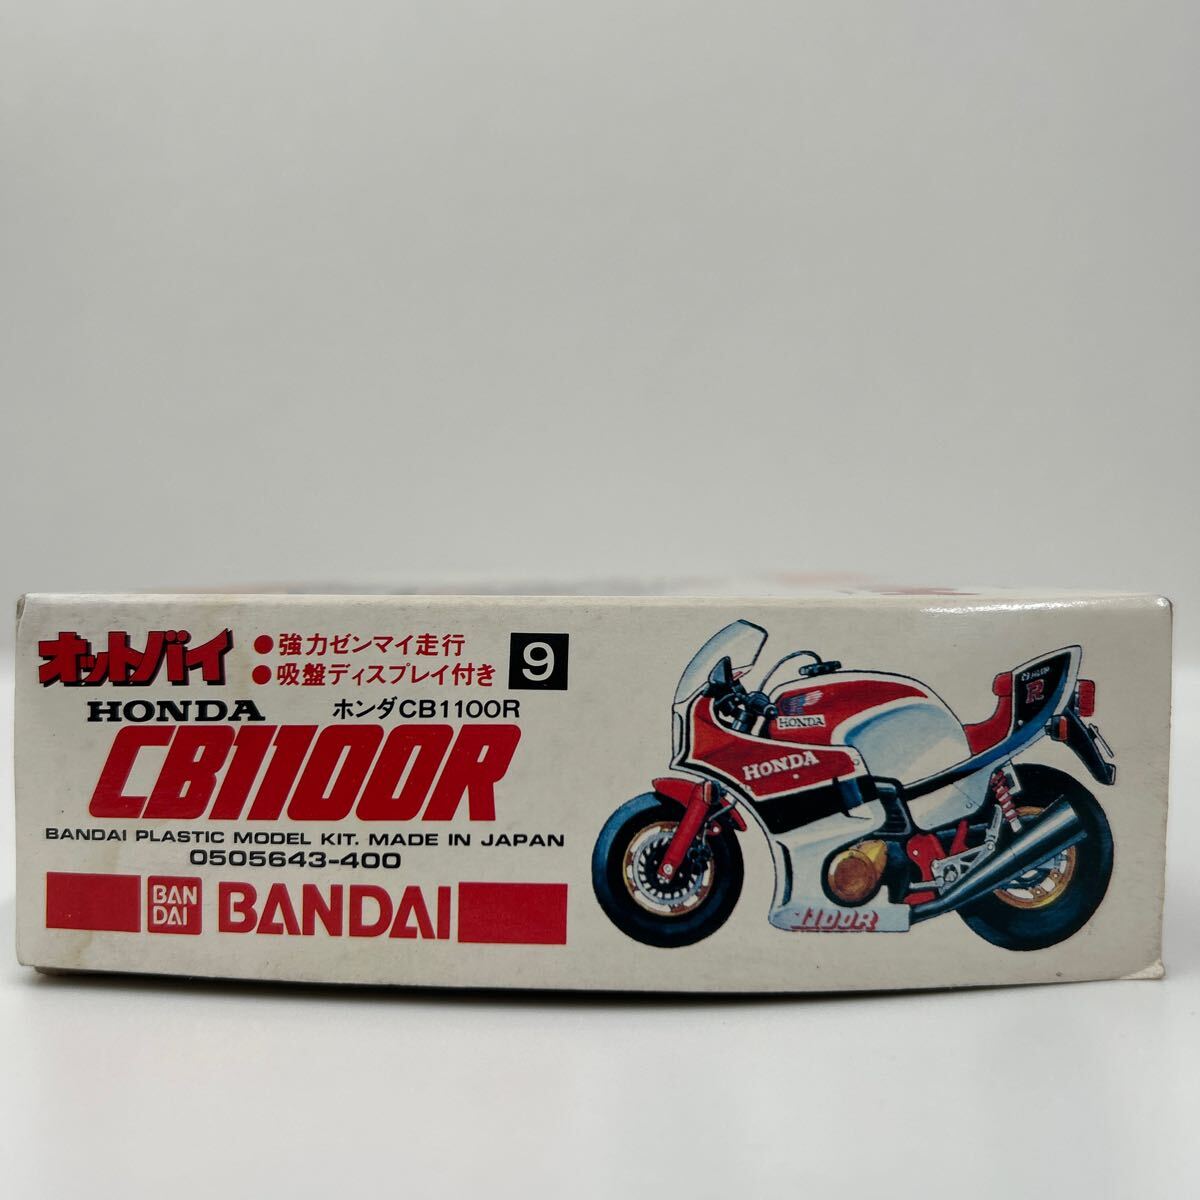 オットバイ
●強力ゼンマイ走行
●吸盤ディスプレイ付き
9
HONDA
ホンダCB1100R
CB1100R
BANDAI PLASTIC MODEL KIT. MADE IN JAPAN
0505643-400
BAN
DAI
BANDAI
HONDA
HONDA
R
1100R